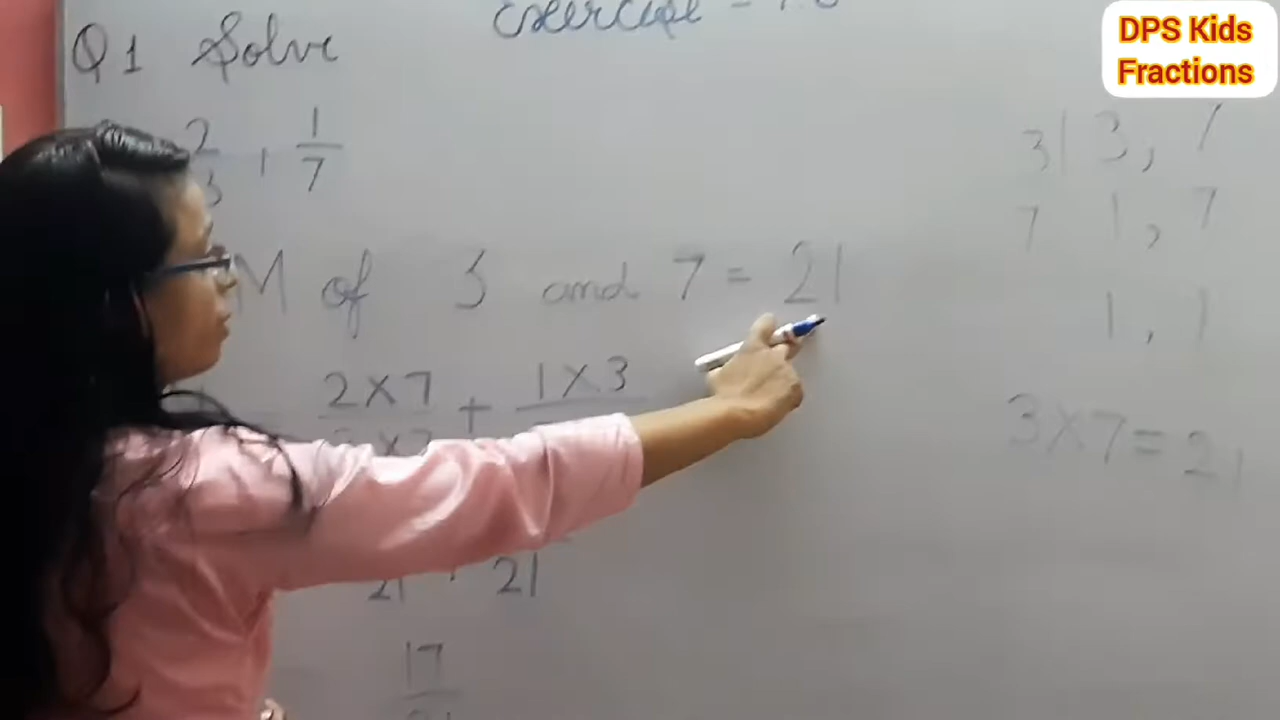 DPS Kids
Fractions
Q1 Solve
2/3 + 1/7
M of 3 and 7 = 21
2×7 + 1×3
21 + 21
17
3| 3, 7
7 1, 7
1, 1
3×7=21